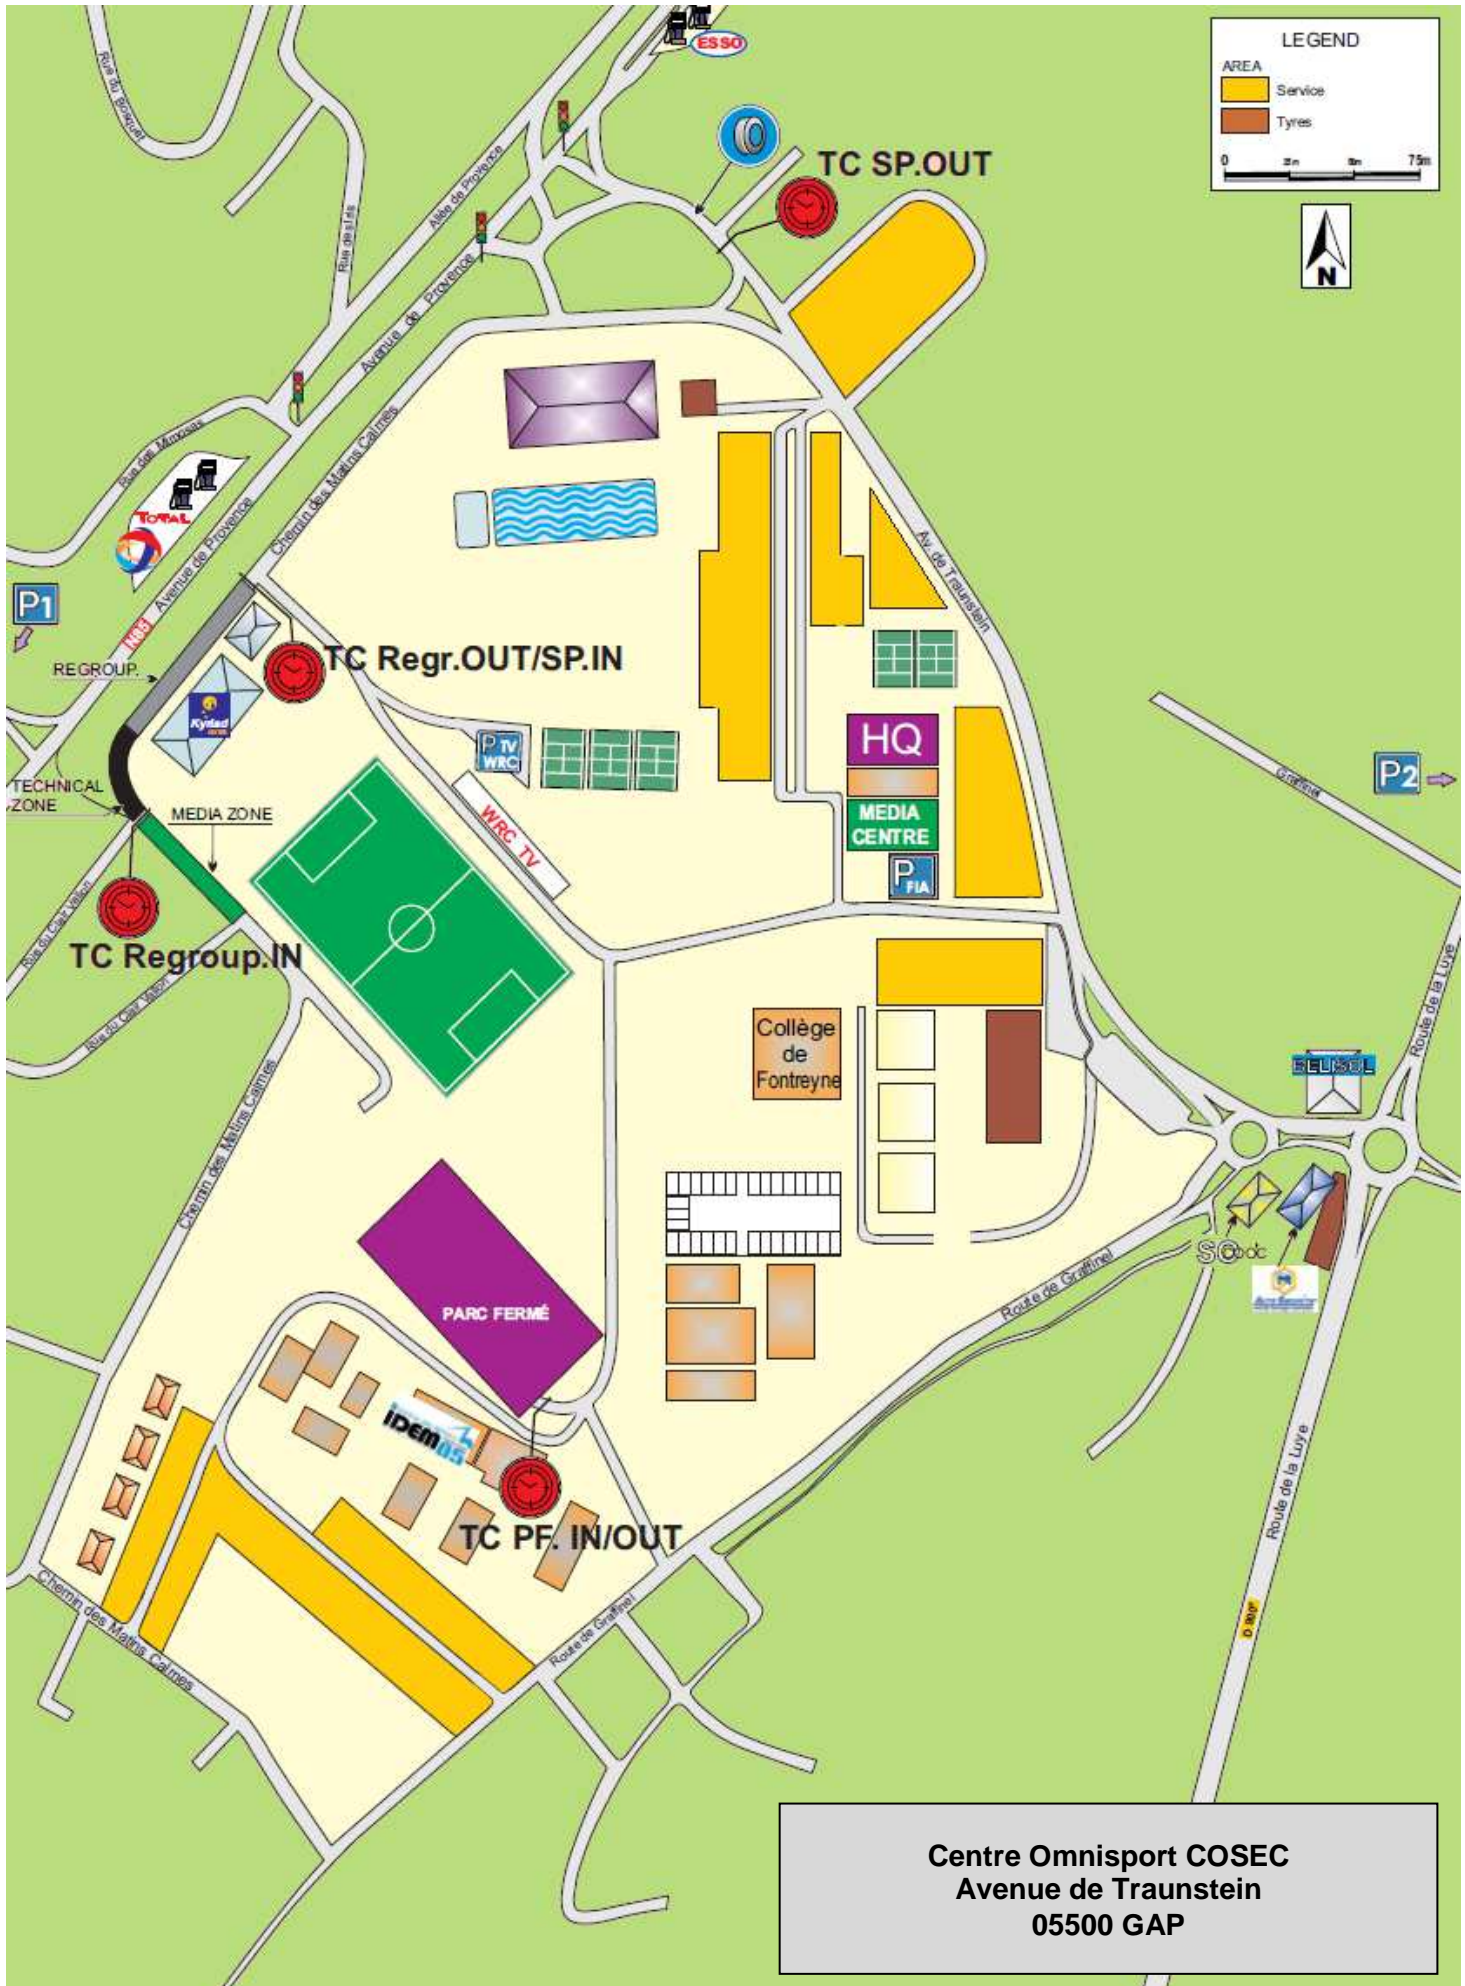 ESSO
LEGEND
AREA
Service
Tyres
0
75m
N
Rue du Bosquet
Allée de Provence
Rue des Iris
TC SP.OUT
Avenue de Provence
Rue des Mimosas
Chemin des Matins Calmes
TOTAL
Avenue de Provence
Av. de Traunstein
P1
N85
REGROUP.
TC Regr.OUT/SP.IN
Kyriad
P TV
WRC
HQ
P2
Graffinel
TECHNICAL
ZONE
MEDIA ZONE
WRC TV
MEDIA
CENTRE
P
FIA
Rue du Clair Vallon
TC Regroup.IN
Rue du Clair Vallon
Route de la Luye
Collège
de
Fontreyne
Chemin des Matins Calmes
Route de Graffinel
PARC FERMÉ
iDEM05
Route de la Luye
TC PF. IN/OUT
Chemin des Matins Calmes
Route de Graffinel
Centre Omnisport COSEC
Avenue de Traunstein
05500 GAP